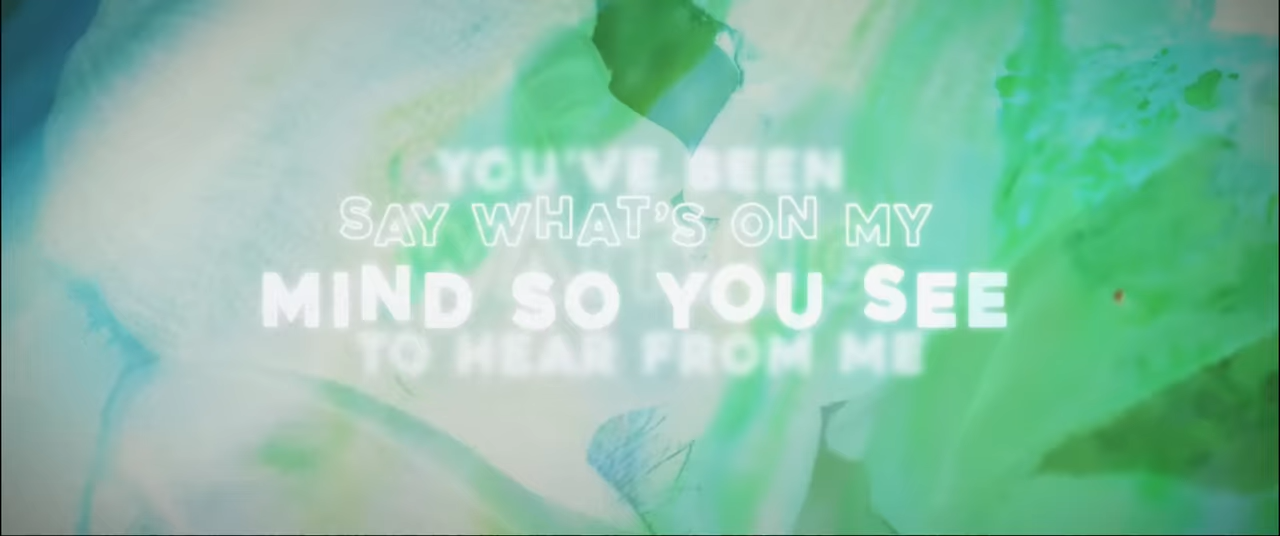 YOU'VE BEEN
SAY WHAT'S ON MY
MIND SO YOU SEE
TO HEAR FROM ME